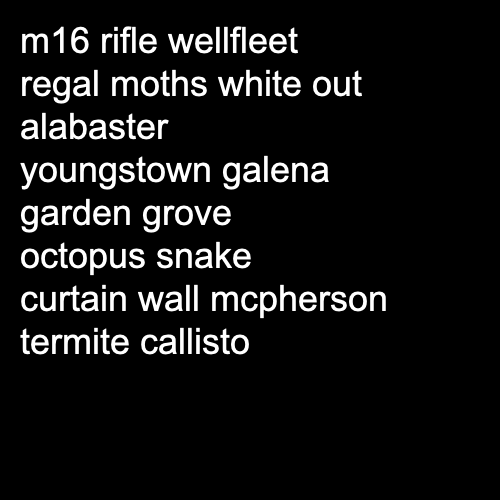 m16 rifle wellfleet
regal moths white out
alabaster
youngstown galena
garden grove
octopus snake
curtain wall mcpherson
termite callisto